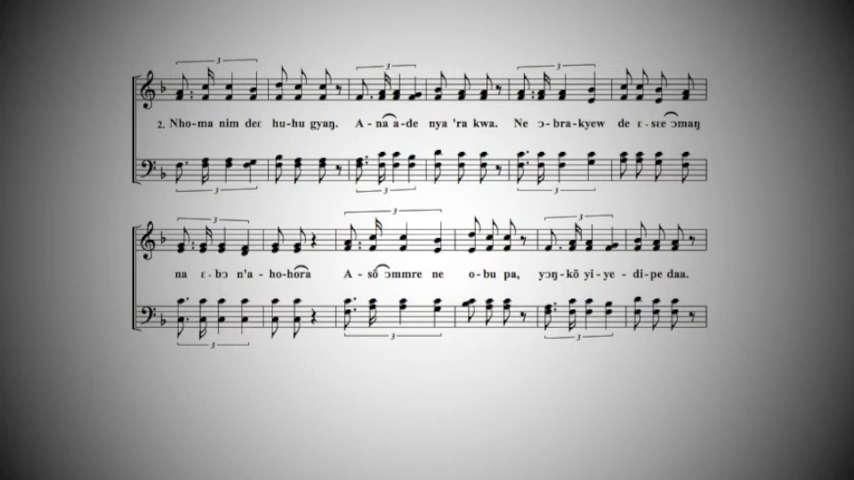 2. Nho-ma nim deɛ hu-hu gyaŋ. A-na a-de nya 'ra kwa. Ne ɔ-bra-kyew de ɛ-sɛe ɔmaŋ
na ɛ-bɔ n'a-ho-hora A-sõ ɔmmre ne o-bu pa, yɔŋ-kõ yi-ye-di-pe daa.